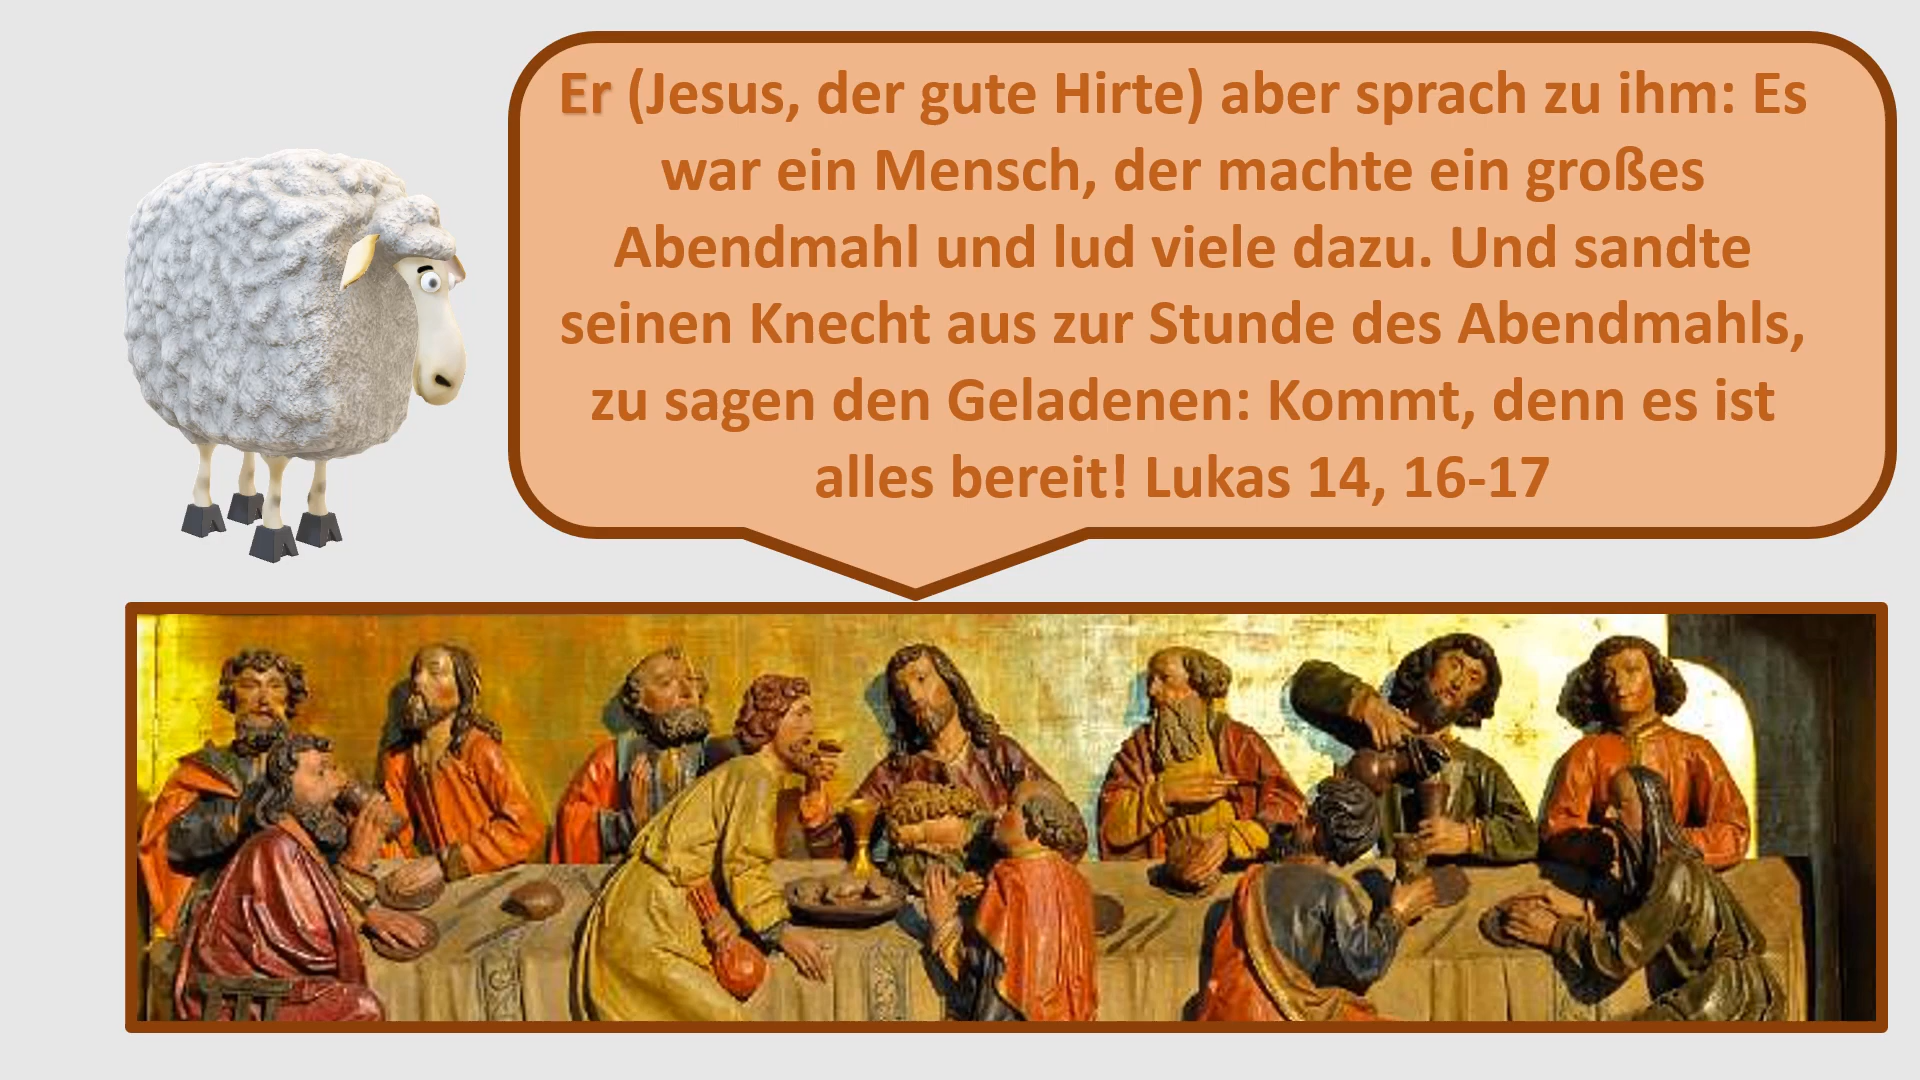 Er (Jesus, der gute Hirte) aber sprach zu ihm: Es
war ein Mensch, der machte ein großes
Abendmahl und lud viele dazu. Und sandte
seinen Knecht aus zur Stunde des Abendmahls,
zu sagen den Geladenen: Kommt, denn es ist
alles bereit! Lukas 14, 16-17